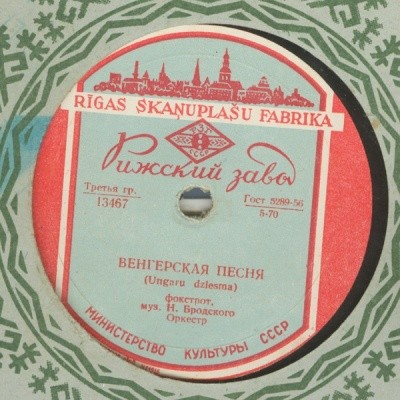 RĪGAS SKAŅUPLAŠU FABRIKA
Рижский завод
Третья гр.
13467
Гост 5289-56
5-70
ВЕНГЕРСКАЯ ПЕСНЯ
(Ungaru dziesma)
фокстрот,
муз. Н. Бродского
Оркестр
МИНИСТЕРСТВО КУЛЬТУРЫ СССР